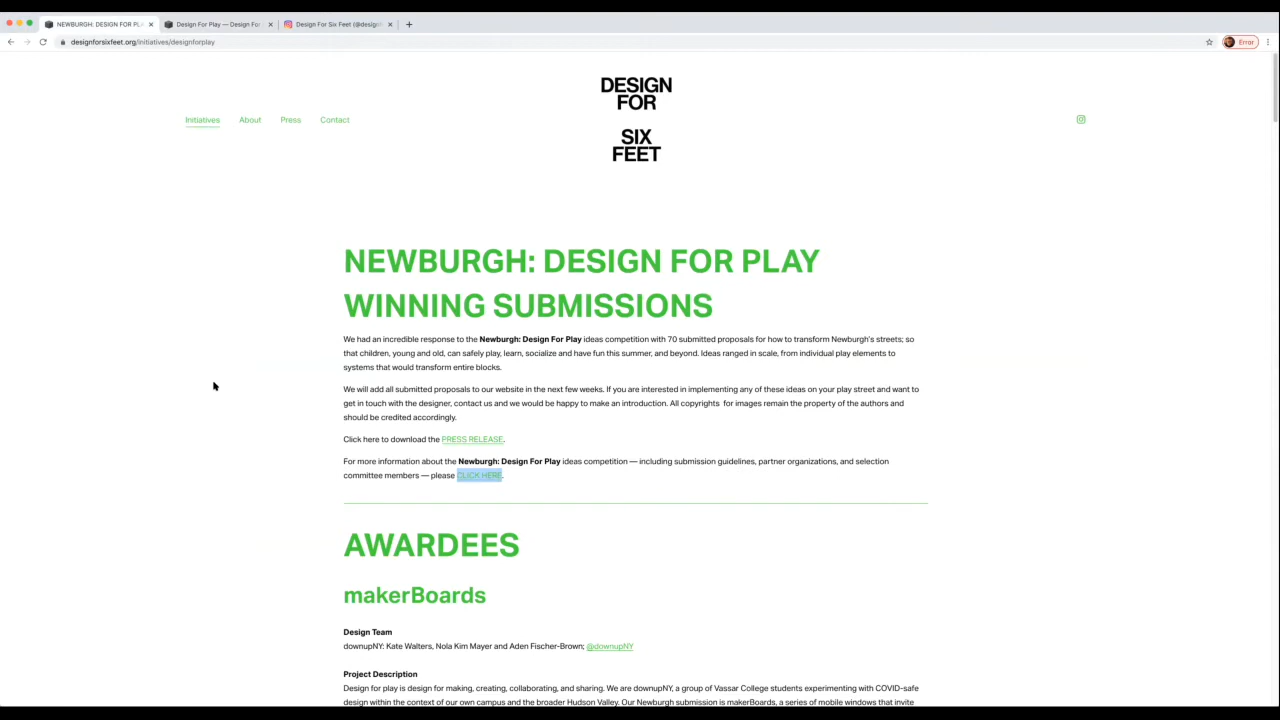 NEWBURGH: DESIGN FOR PLA
Design For Play — Design For
Design For Six Feet (@design
designforsixfeet.org/initiatives/designforplay
Error
DESIGN
FOR
SIX
FEET
Initiatives
About
Press
Contact
NEWBURGH: DESIGN FOR PLAY
WINNING SUBMISSIONS
We had an incredible response to the Newburgh: Design For Play ideas competition with 70 submitted proposals for how to transform Newburgh's streets; so
that children, young and old, can safely play, learn, socialize and have fun this summer, and beyond. Ideas ranged in scale, from individual play elements to
systems that would transform entire blocks.
We will add all submitted proposals to our website in the next few weeks. If you are interested in implementing any of these ideas on your play street and want to
get in touch with the designer, contact us and we would be happy to make an introduction. All copyrights for images remain the property of the authors and
should be credited accordingly.
Click here to download the PRESS RELEASE.
For more information about the Newburgh: Design For Play ideas competition — including submission guidelines, partner organizations, and selection
committee members — please CLICK HERE.
AWARDEES
makerBoards
Design Team
downupNY: Kate Walters, Nola Kim Mayer and Aden Fischer-Brown; @downupNY
Project Description
Design for play is design for making, creating, collaborating, and sharing. We are downupNY, a group of Vassar College students experimenting with COVID-safe
design within the context of our own campus and the broader Hudson Valley. Our Newburgh submission is makerBoards, a series of mobile windows that invite